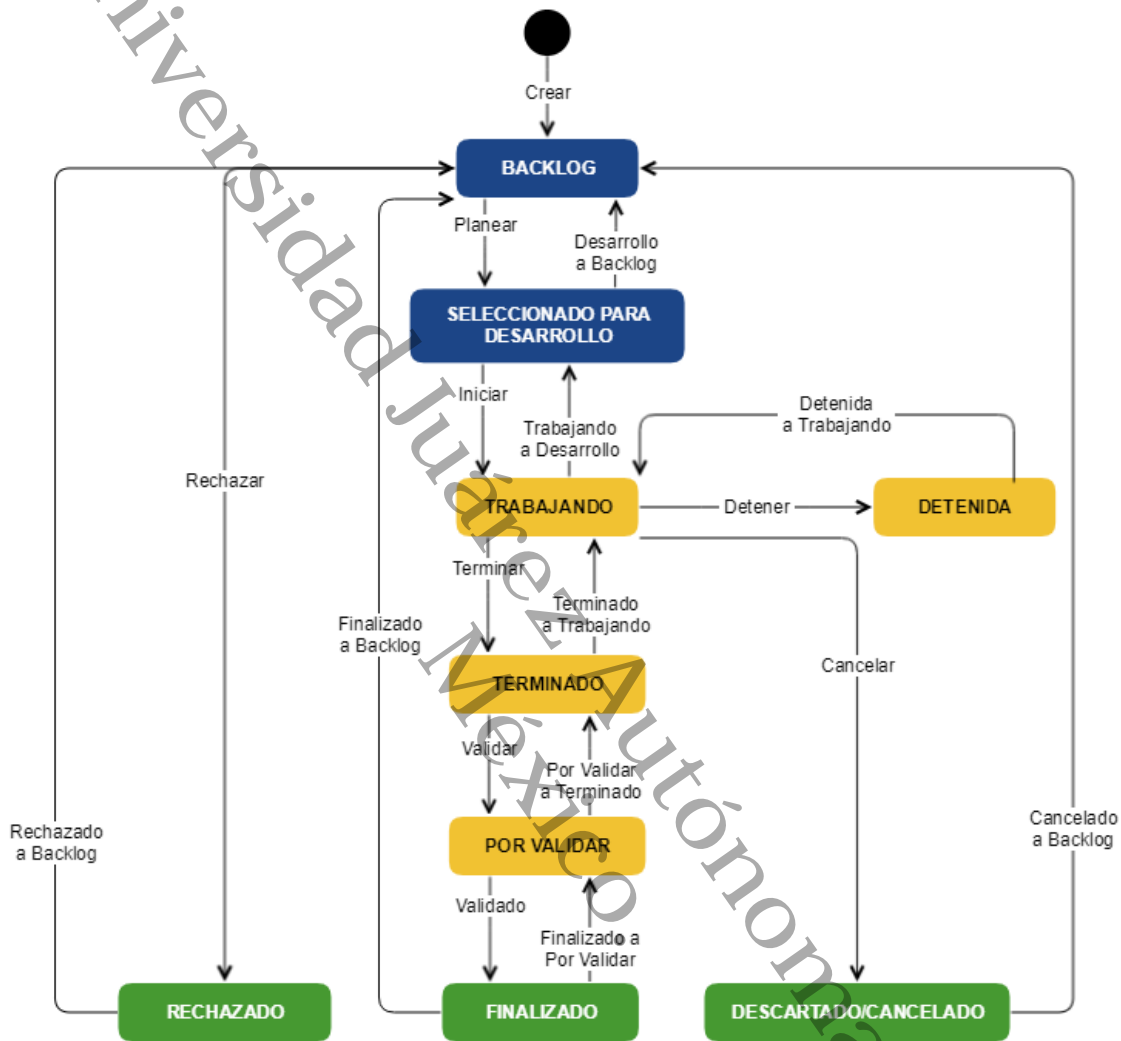 Crear
BACKLOG
Planear
Desarrollo
a Backlog
SELECCIONADO PARA
DESARROLLO
Iniciar
Trabajando
a Desarrollo
Detenida
a Trabajando
Rechazar
TRABAJANDO
Detener
DETENIDA
Terminar
Terminado
a Trabajando
Finalizado
a Backlog
Cancelar
TERMINADO
Validar
Por Validar
a Terminado
Rechazado
a Backlog
POR VALIDAR
Cancelado
a Backlog
Validado
Finalizado a
Por Validar
RECHAZADO
FINALIZADO
DESCARTADO/CANCELADO
Universidad Juárez Autónoma
México